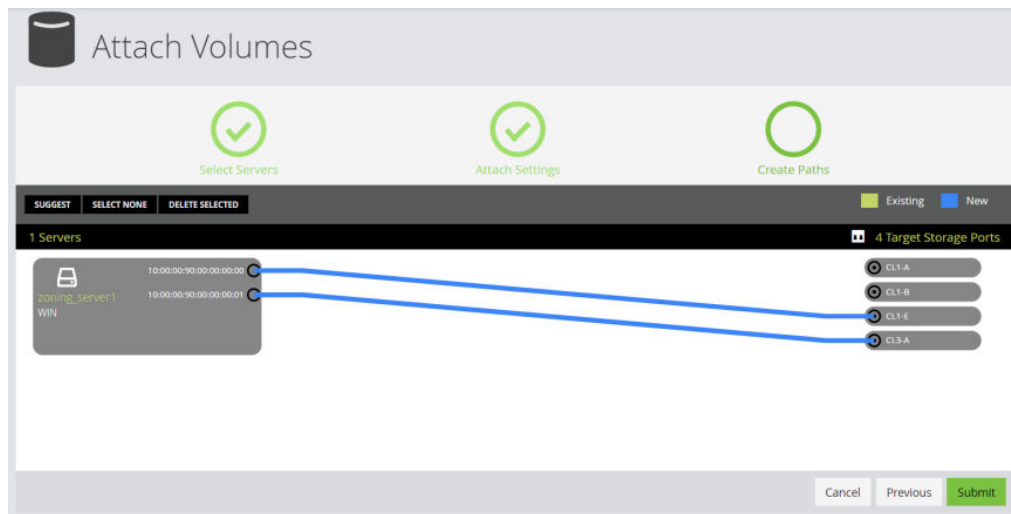 Attach Volumes
Select Servers
Attach Settings
Create Paths
SUGGEST SELECT NONE DELETE SELECTED
Existing New
1 Servers
4 Target Storage Ports
10:00:00:90:00:00:00:00
zoning_server1
10:00:00:90:00:00:00:01
WIN
CL1-A
CL1-B
CL1-E
CL3-A
Cancel Previous Submit